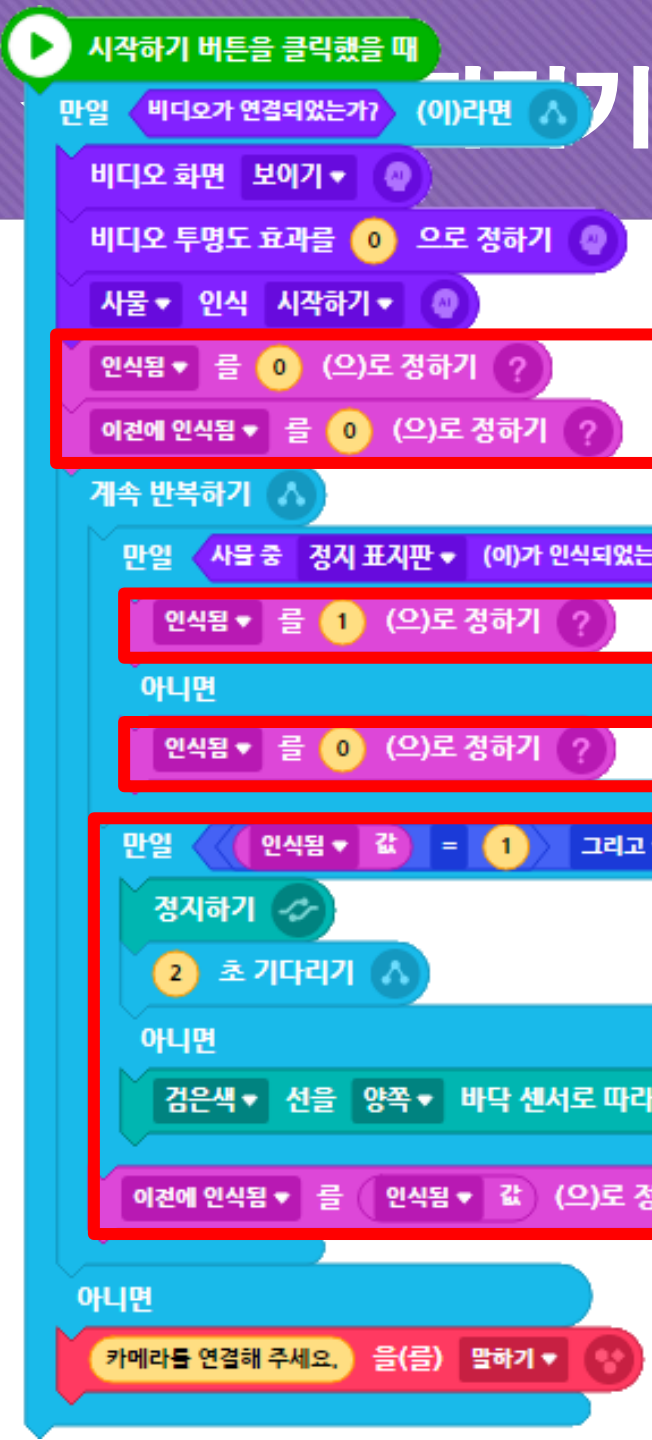 시작하기 버튼을 클릭했을 때
만일 비디오가 연결되었는가? (이)라면
비디오 화면 보이기
비디오 투명도 효과를 0 으로 정하기
사물 인식 시작하기
인식됨 를 0 (으)로 정하기 ?
이전에 인식됨 를 0 (으)로 정하기 ?
계속 반복하기
만일 사물 중 정지 표지판 (이)가 인식되었는
인식됨 를 1 (으)로 정하기 ?
아니면
인식됨 를 0 (으)로 정하기 ?
만일 인식됨 값 = 1 그리고
정지하기
2 초 기다리기
아니면
검은색 선을 양쪽 바닥 센서로 따라
이전에 인식됨 를 인식됨 값 (으)로 정
아니면
카메라를 연결해 주세요. 을(를) 말하기